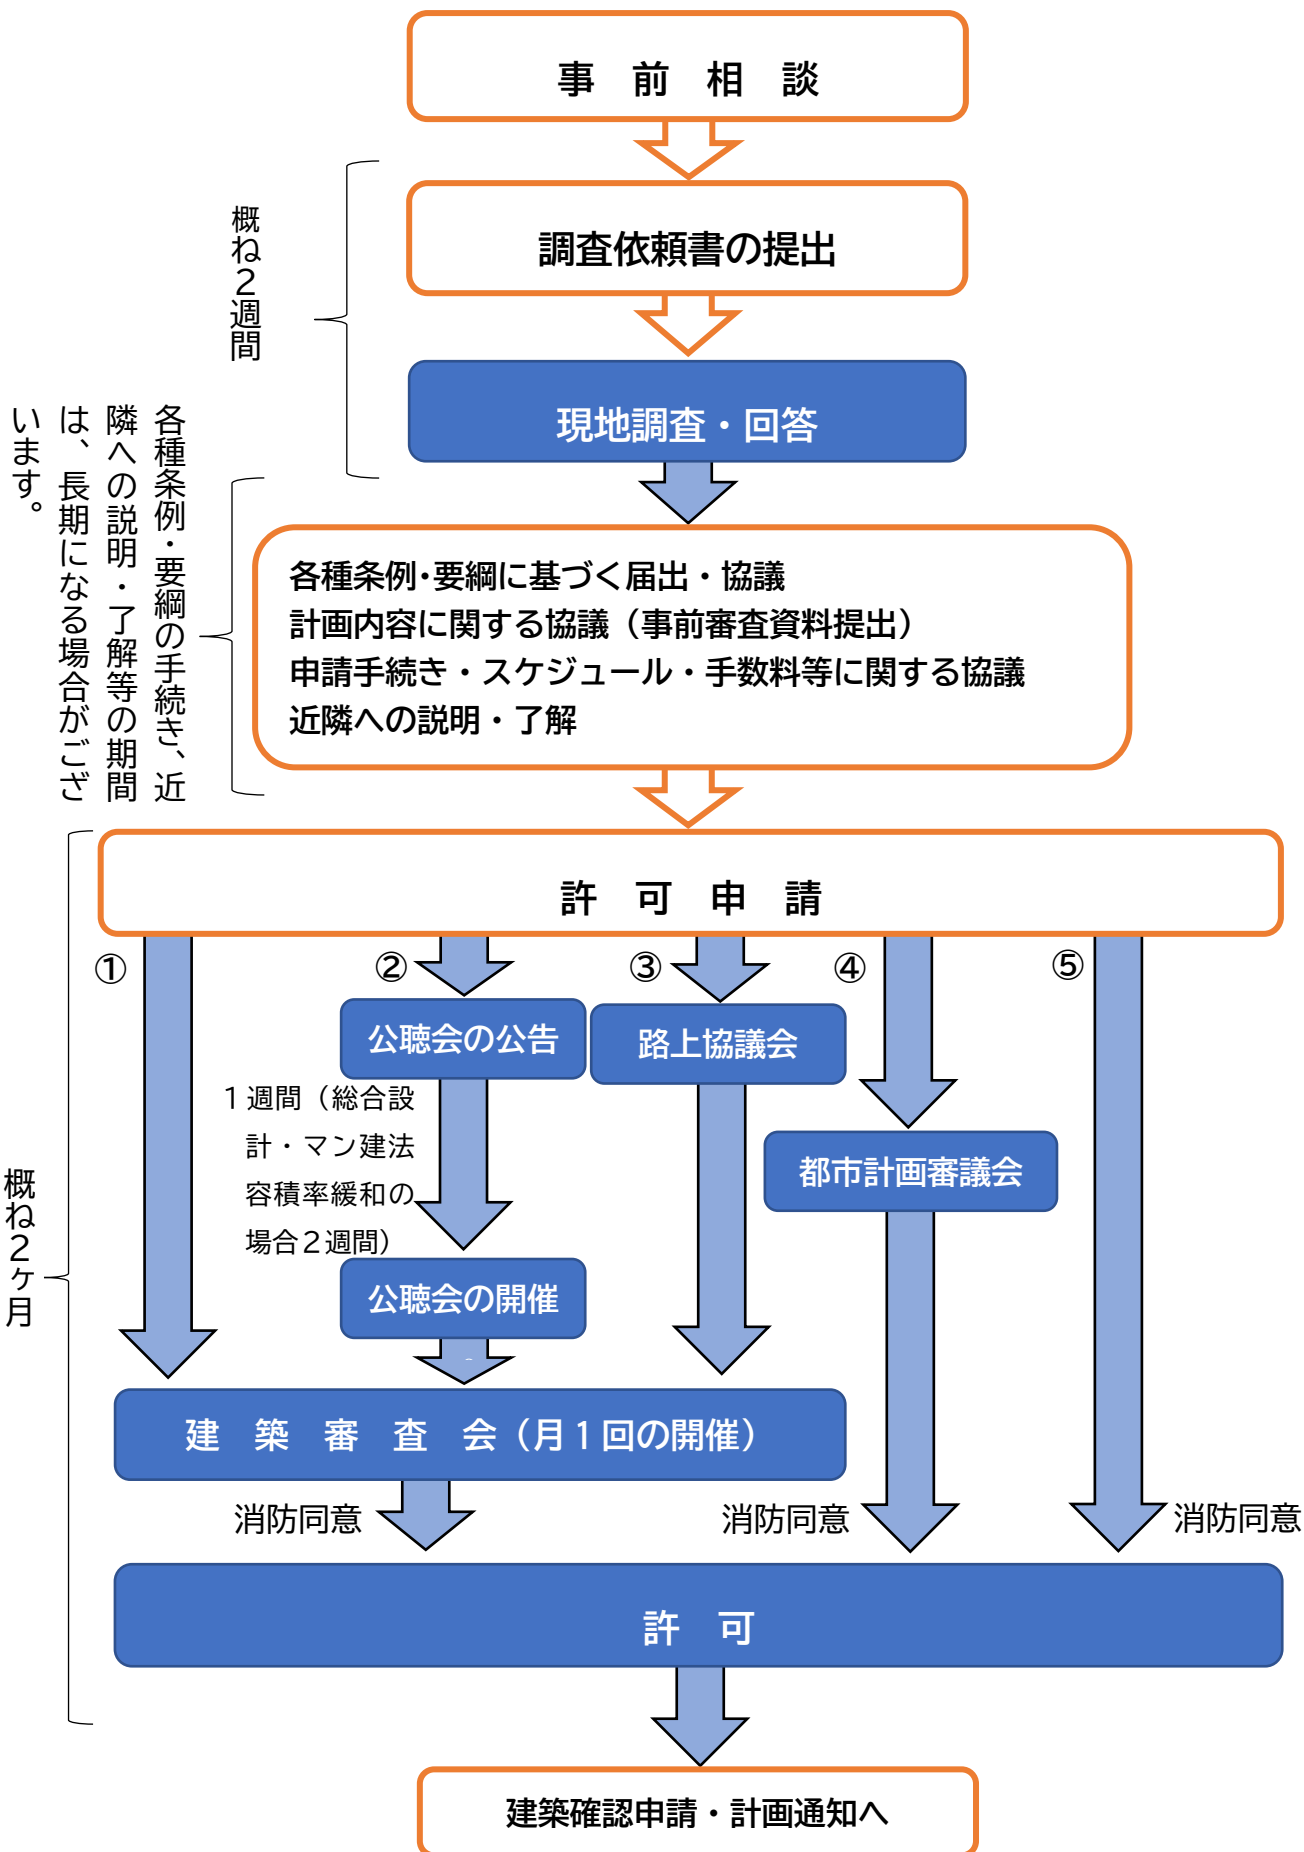 事前相談
調査依頼書の提出
概ね２週間
現地調査・回答
各種条例・要綱の手続き、近
隣への説明・了解等の期間
は、長期になる場合がござ
います。
各種条例・要綱に基づく届出・協議
計画内容に関する協議（事前審査資料提出）
申請手続き・スケジュール・手数料等に関する協議
近隣への説明・了解
許可申請
①
②
③
④
⑤
公聴会の公告
路上協議会
１週間（総合設
計・マン建法
容積率緩和の
場合２週間）
都市計画審議会
公聴会の開催
概ね２ヶ月
建築審査会（月１回の開催）
消防同意
消防同意
消防同意
許可
建築確認申請・計画通知へ